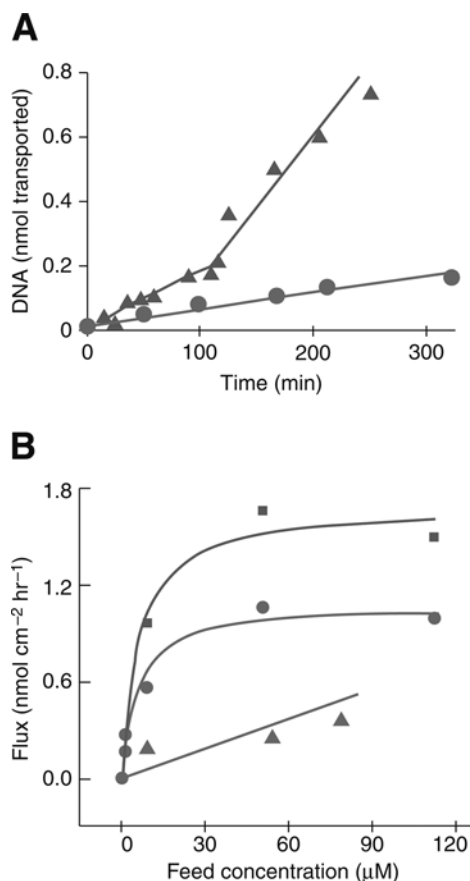 A
DNA (nmol transported)
0.8
0.6
0.4
0.2
0
0 100 200 300
Time (min)
B
Flux (nmol cm⁻² hr⁻¹)
1.8
1.2
0.6
0.0
0 30 60 90 120
Feed concentration (μM)